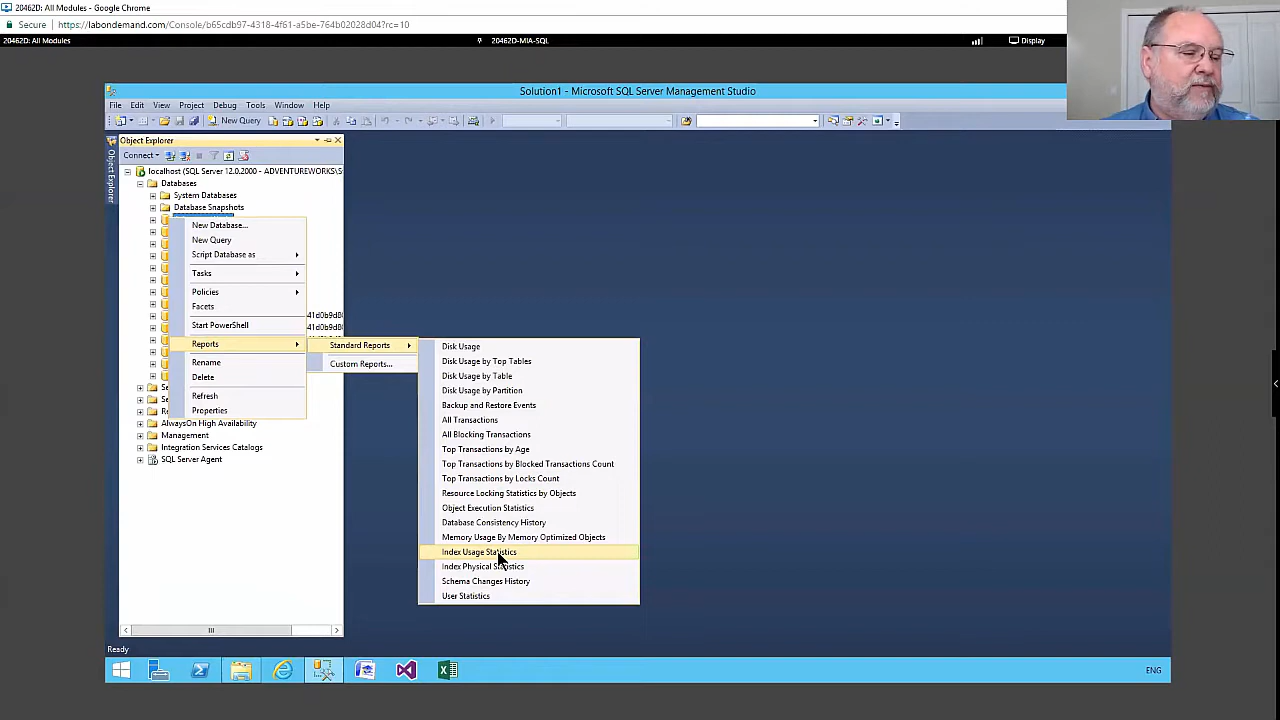 20462D: All Modules - Google Chrome
Secure https://labondemand.com/Console/b65cdb97-4318-4f61-a5be-764b02028d04?rc=10
20462D: All Modules
20462D-MIA-SQL
Display
Solution1 - Microsoft SQL Server Management Studio
File Edit View Project Debug Tools Window Help
New Query
Object Explorer
Object Explorer
Connect
localhost (SQL Server 12.0.2000 - ADVENTUREWORKS\S
Databases
System Databases
Database Snapshots
New Database...
New Query
Script Database as
Tasks
Policies
Facets
Start PowerShell
Reports
Rename
Delete
Refresh
Properties
41d0b9d80
41d0b9d80
Standard Reports
Custom Reports...
Disk Usage
Disk Usage by Top Tables
Disk Usage by Table
Disk Usage by Partition
Backup and Restore Events
All Transactions
All Blocking Transactions
Top Transactions by Age
Top Transactions by Blocked Transactions Count
Top Transactions by Locks Count
Resource Locking Statistics by Objects
Object Execution Statistics
Database Consistency History
Memory Usage By Memory Optimized Objects
Index Usage Statistics
Index Physical Statistics
Schema Changes History
User Statistics
Se
Se
Re
AlwaysOn High Availability
Management
Integration Services Catalogs
SQL Server Agent
Ready
ENG